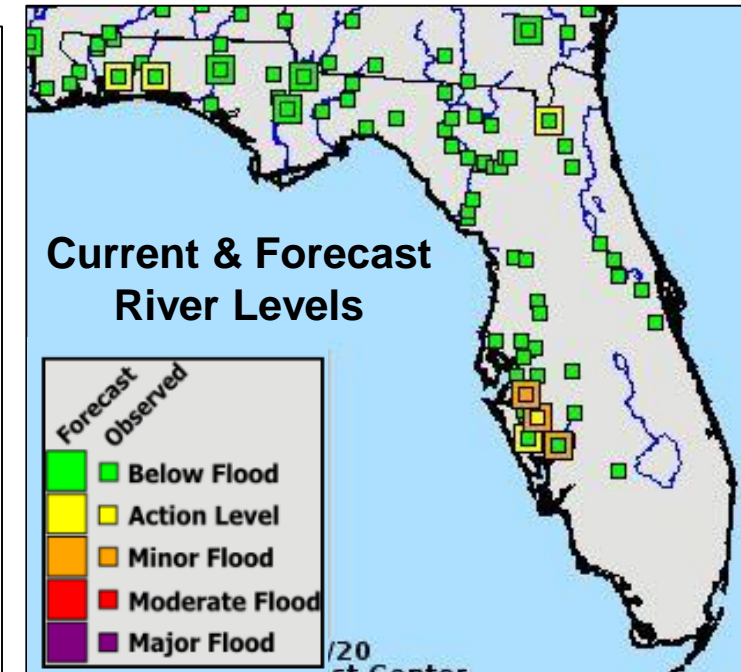 Current & Forecast
River Levels
Forecast
Observed
Below Flood
Action Level
Minor Flood
Moderate Flood
Major Flood
/20